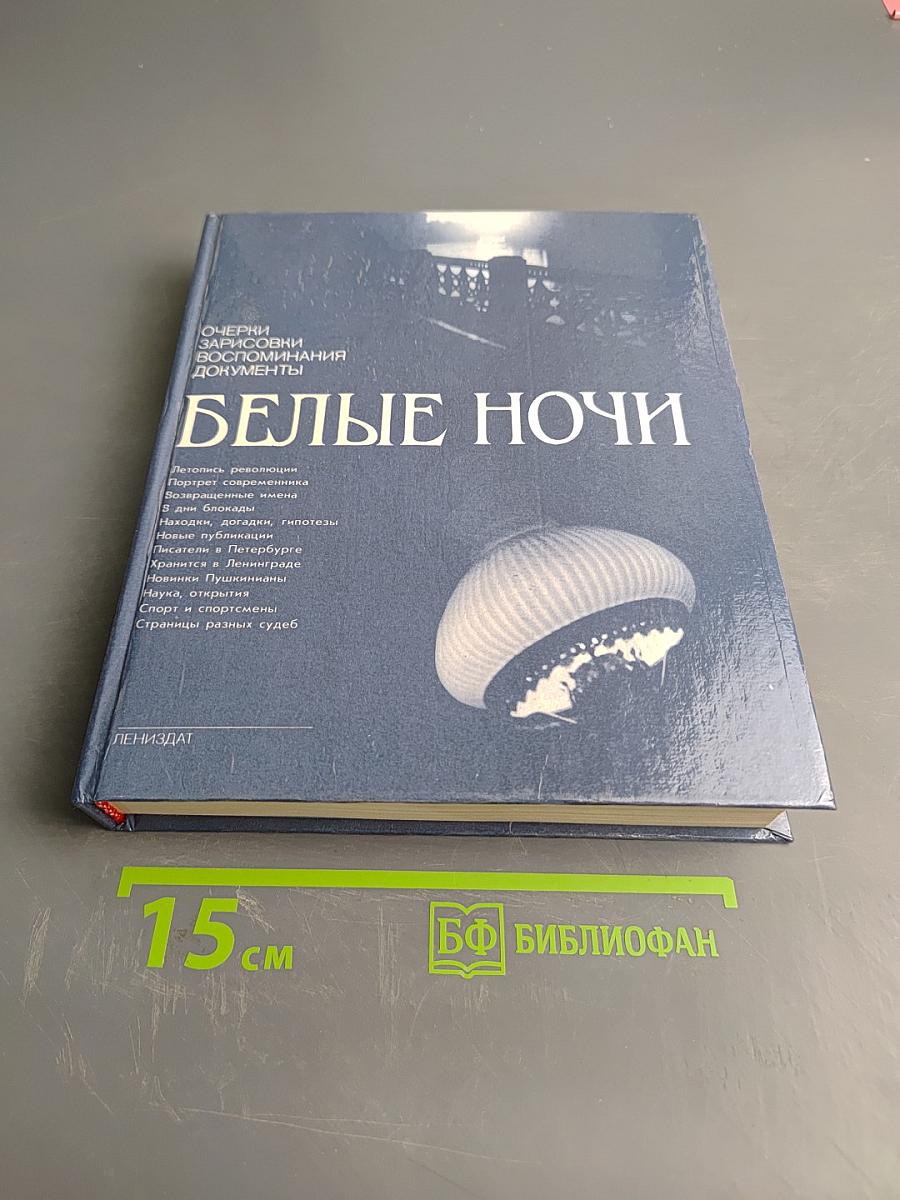 ОЧЕРКИ
ЗАРИСОВКИ
ВОСПОМИНАНИЯ
ДОКУМЕНТЫ
БЕЛЫЕ НОЧИ
Летопись революции
Портрет современника
Возвращенные имена
В дни блокады
Находки, догадки, гипотезы
Новые публикации
Писатели в Петербурге
Хранится в Ленинграде
Новинки Пушкинианы
Наука, открытия
Спорт и спортсмены
Страницы разных судеб
ЛЕНИЗДАТ
15 см
БФ БИБЛИОФАН